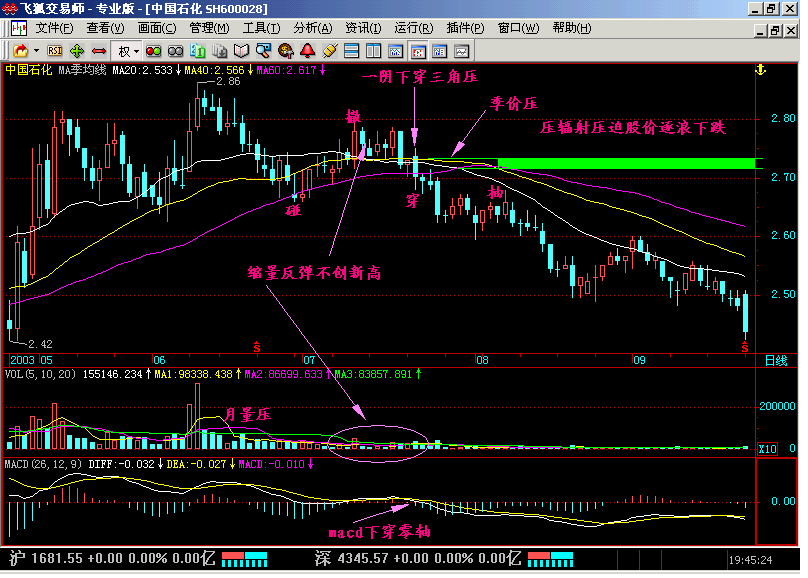 飞狐交易师 - 专业版 - [中国石化 SH600028]
文件(F) 查看(V) 画面(C) 管理(M) 工具(T) 分析(A) 资讯(I) 运行(R) 插件(P) 窗口(W) 帮助(H)
RSI 权
中国石化 MA季均线 MA20:2.533↓MA40:2.566↓MA60:2.617↓
2.86
一阴下穿三角压
季价压
撤
压辐射压迫股价逐浪下跌
2.80
2.70
碰 穿 抽
2.60
缩量反弹不创新高
2.50
2.42
S S
2003 05 06 07 08 09 日线
VOL(5,10,20) 155146.234↑MA1:98338.438↑MA2:86699.633↑MA3:83857.891↑
月量压
200000
X10 0
MACD(26,12,9) DIFF:-0.032↓DEA:-0.027↓MACD:-0.010↓
0.00
macd下穿零轴
沪 1681.55 +0.00 0.00% 0.00亿 深 4345.57 +0.00 0.00% 0.00亿 19:45:24